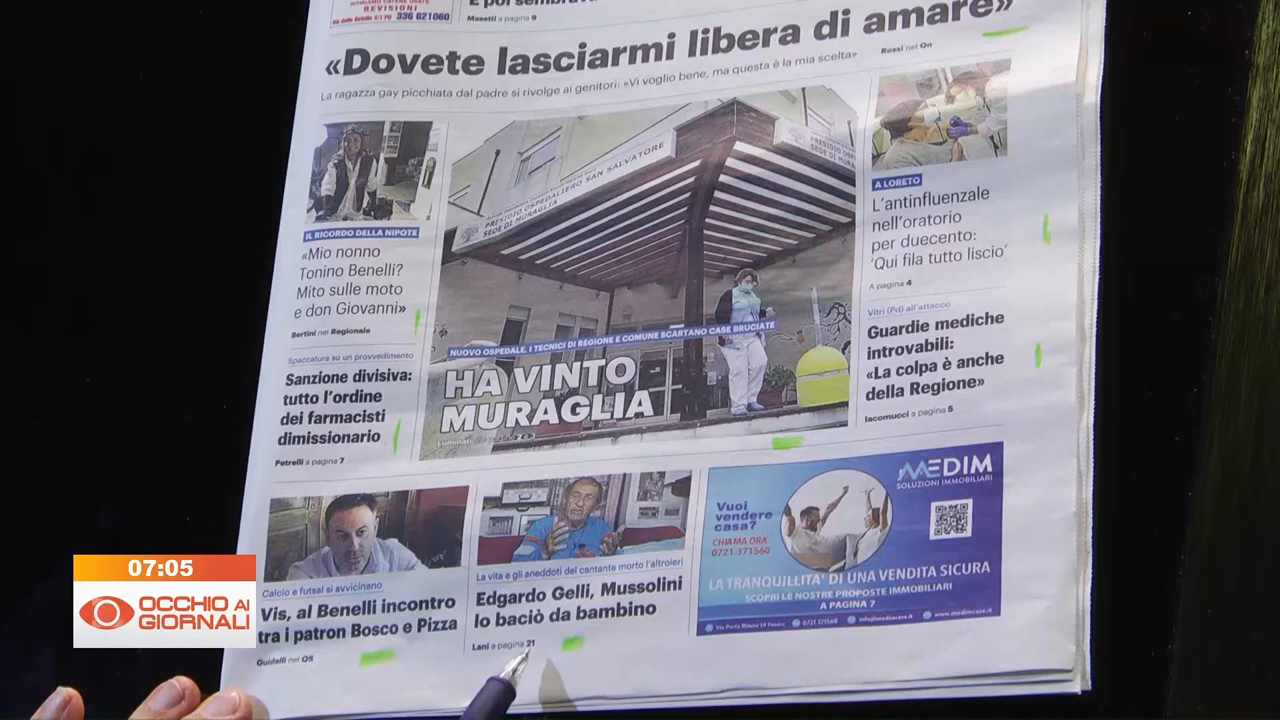 REVISIONI
336 621060
Masetti a pagina 9
«Dovete lasciarmi libera di amare»
Rossi nel Qn
La ragazza gay picchiata dal padre si rivolge ai genitori: «Vi voglio bene, ma questa è la mia scelta»
PRESIDIO OSPEDALIERO SAN SALVATORE
SEDE DI MURAGLIA
IL RICORDO DELLA NIPOTE
«Mio nonno
Tonino Benelli?
Mito sulle moto
e don Giovanni»
Bertini nel Regionale
Spaccatura su un provvedimento
Sanzione divisiva:
tutto l'ordine
dei farmacisti
dimissionario
Petrelli a pagina 7
NUOVO OSPEDALE, I TECNICI DI REGIONE E COMUNE SCARTANO CASE BRUCIATE
HA VINTO
MURAGLIA
A LORETO
L'antinfluenzale
nell'oratorio
per duecento:
'Qui fila tutto liscio'
A pagina 4
Vitri (Pd) all'attacco
Guardie mediche
introvabili:
«La colpa è anche
della Regione»
Iacomucci a pagina 5
Calcio e futsal si avvicinano
Vis, al Benelli incontro
tra i patron Bosco e Pizza
Guidelli nel QS
La vita e gli aneddoti del cantante morto l'altroieri
Edgardo Gelli, Mussolini
lo baciò da bambino
Lani a pagina 21
MEDIM
SOLUZIONI IMMOBILIARI
Vuoi
vendere
casa?
CHIAMA ORA
0721.371560
LA TRANQUILLITA' DI UNA VENDITA SICURA
SCOPRI LE NOSTRE PROPOSTE IMMOBILIARI
A PAGINA 7
0721 371560
www.medimcase.it
07:05
OCCHIO AI
GIORNALI